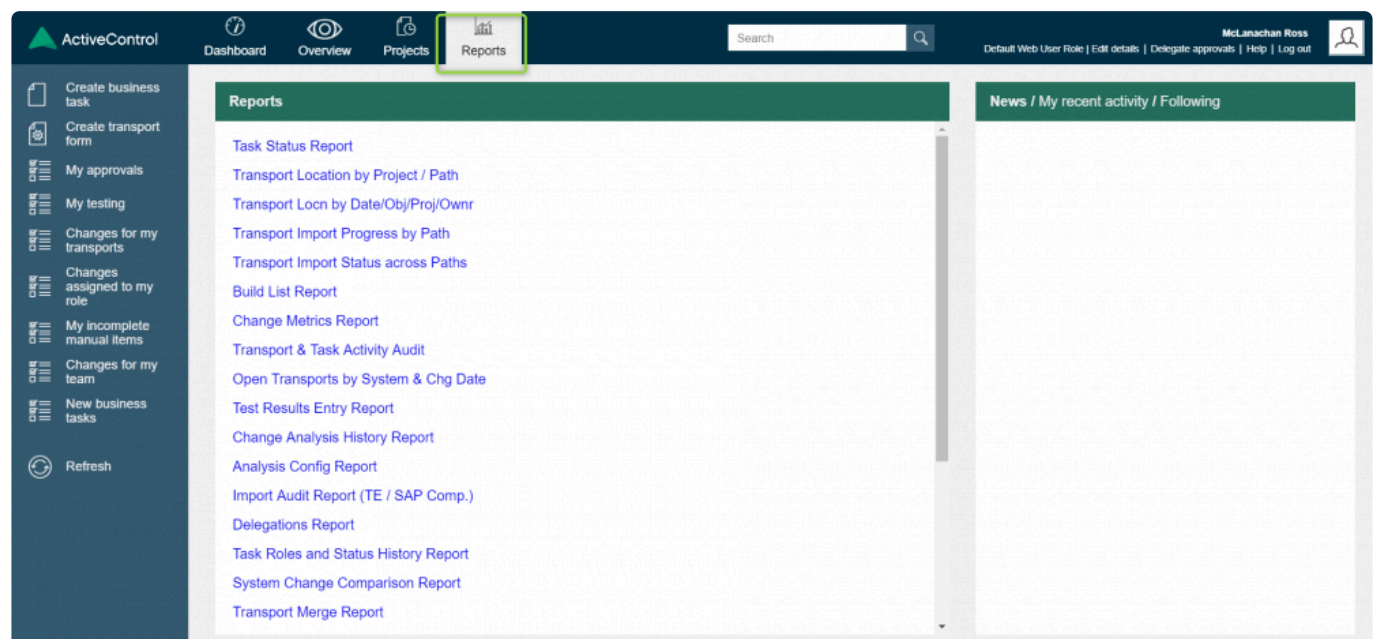 ActiveControl
Dashboard
Overview
Projects
Reports
Search
McLanachan Ross
Default Web User Role | Edit details | Delegate approvals | Help | Log out
Create business
task
Create transport
form
My approvals
My testing
Changes for my
transports
Changes
assigned to my
role
My incomplete
manual items
Changes for my
team
New business
tasks
Refresh
Reports
Task Status Report
Transport Location by Project / Path
Transport Locn by Date/Obj/Proj/Ownr
Transport Import Progress by Path
Transport Import Status across Paths
Build List Report
Change Metrics Report
Transport & Task Activity Audit
Open Transports by System & Chg Date
Test Results Entry Report
Change Analysis History Report
Analysis Config Report
Import Audit Report (TE / SAP Comp.)
Delegations Report
Task Roles and Status History Report
System Change Comparison Report
Transport Merge Report
News / My recent activity / Following